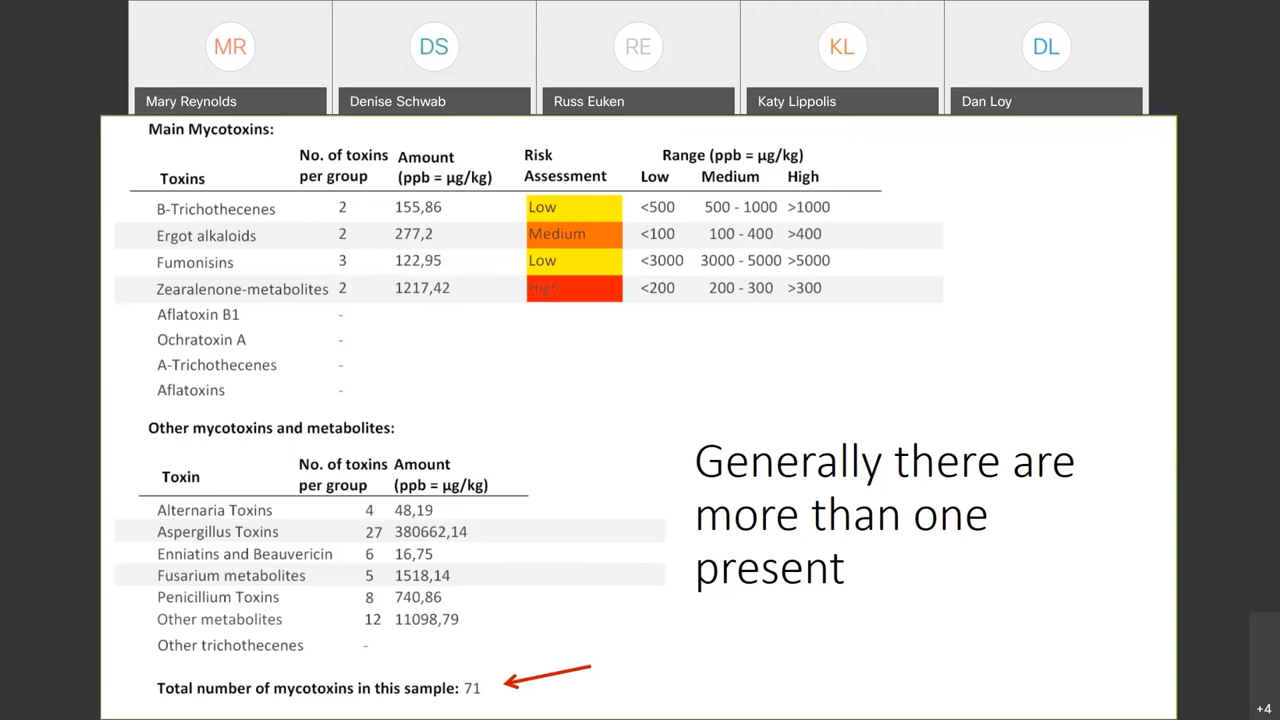 MR DS RE KL DL
Mary Reynolds Denise Schwab Russ Euken Katy Lippolis Dan Loy
Main Mycotoxins:
No. of toxins Amount Risk Range (ppb = µg/kg)
Toxins per group (ppb = µg/kg) Assessment Low Medium High
B-Trichothecenes 2 155,86 Low <500 500 - 1000 >1000
Ergot alkaloids 2 277,2 Medium <100 100 - 400 >400
Fumonisins 3 122,95 Low <3000 3000 - 5000 >5000
Zearalenone-metabolites 2 1217,42 High <200 200 - 300 >300
Aflatoxin B1 -
Ochratoxin A -
A-Trichothecenes -
Aflatoxins -
Other mycotoxins and metabolites:
No. of toxins Amount
Toxin per group (ppb = µg/kg)
Alternaria Toxins 4 48,19
Aspergillus Toxins 27 380662,14
Enniatins and Beauvericin 6 16,75
Fusarium metabolites 5 1518,14
Penicillium Toxins 8 740,86
Other metabolites 12 11098,79
Other trichothecenes -
Total number of mycotoxins in this sample: 71
Generally there are
more than one
present
+4